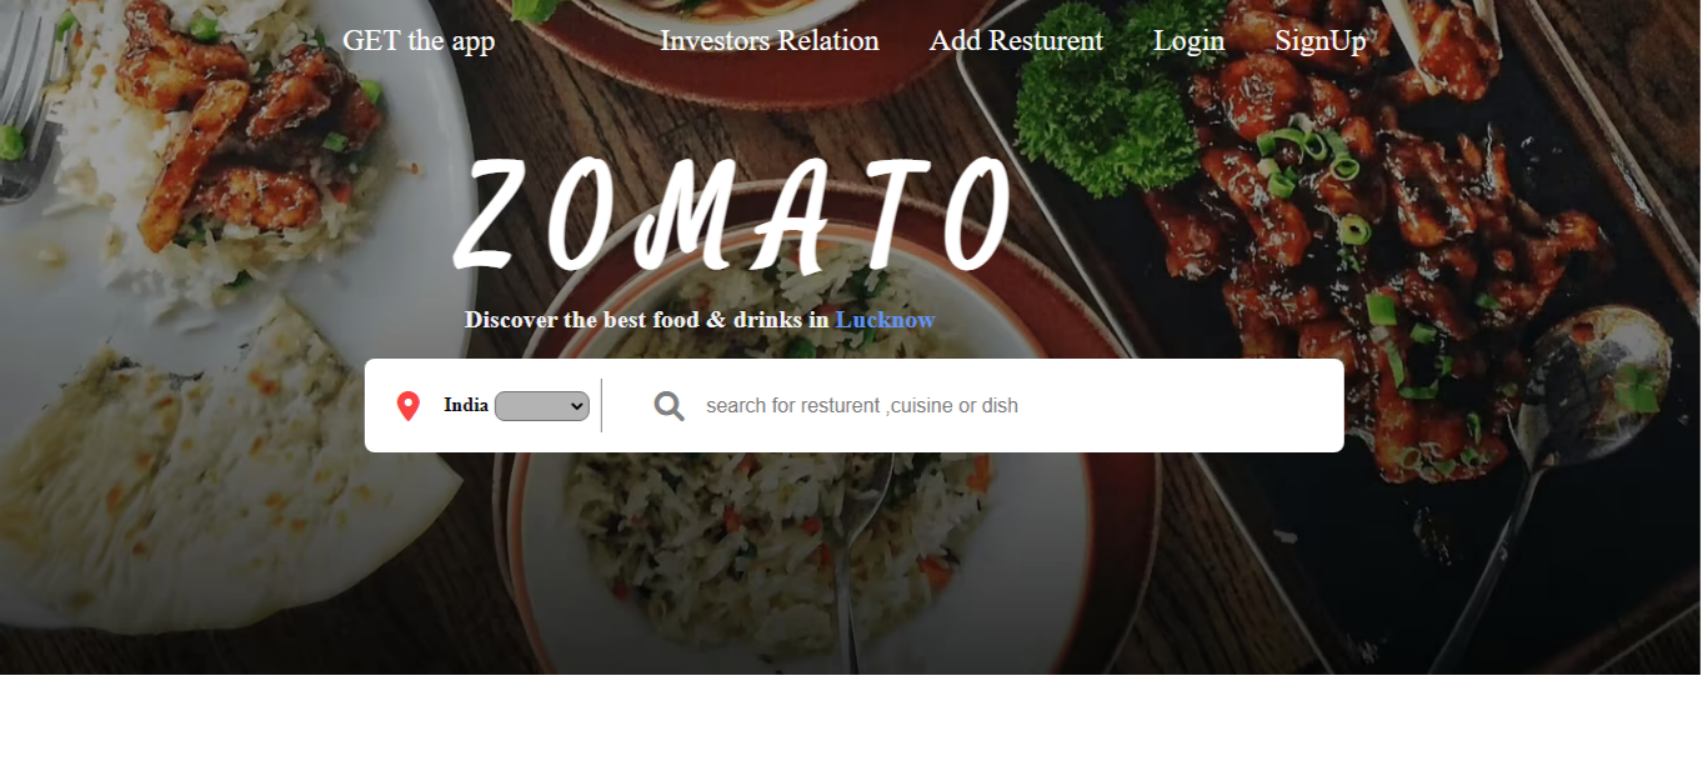 GET the app Investors Relation Add Resturent Login SignUp
ZOMATO
Discover the best food & drinks in Lucknow
India search for resturent ,cuisine or dish